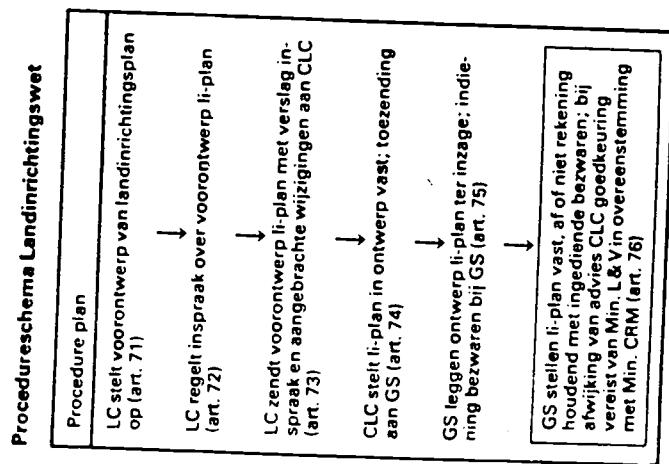 Procedureschema Landinrichtingswet
Procedure plan
LC stelt voorontwerp van landinrichtingsplan
op (art. 71)
LC regelt inspraak over voorontwerp li-plan
(art. 72)
LC zendt voorontwerp li-plan met verslag in-
spraak en aangebrachte wijzigingen aan CLC
(art. 73)
CLC stelt li-plan in ontwerp vast; toezending
aan GS (art. 74)
GS leggen ontwerp li-plan ter inzage; indie-
ning bezwaren bij GS (art. 75)
GS stellen li-plan vast, af of niet rekening
houdend met ingediende bezwaren; bij
afwijking van advies CLC goedkeuring
vereist van Min. L & V in overeenstemming
met Min. CRM (art. 76)